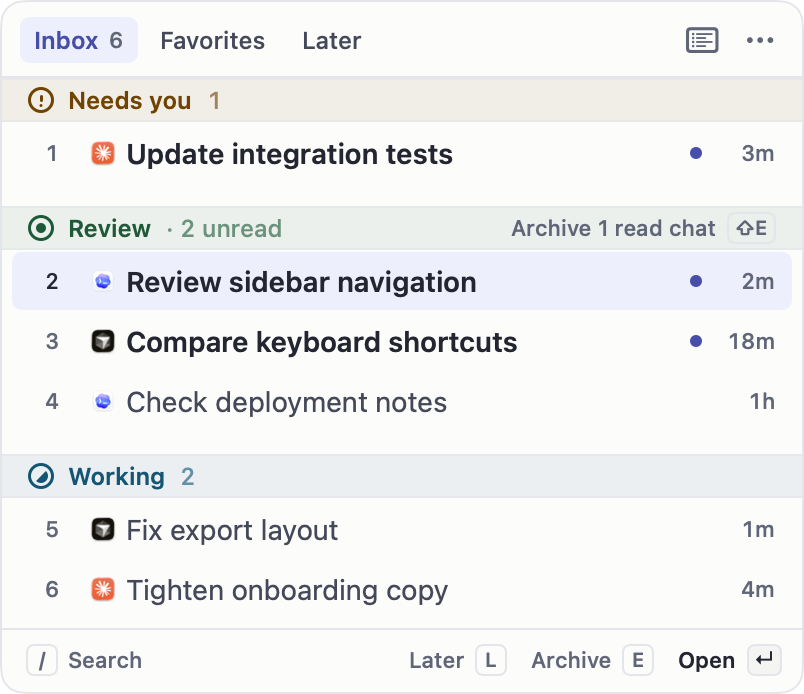 Inbox 6 Favorites Later
Needs you 1
1 Update integration tests 3m
Review · 2 unread Archive 1 read chat ⇧E
2 Review sidebar navigation 2m
3 Compare keyboard shortcuts 18m
4 Check deployment notes 1h
Working 2
5 Fix export layout 1m
6 Tighten onboarding copy 4m
/ Search Later L Archive E Open ↵